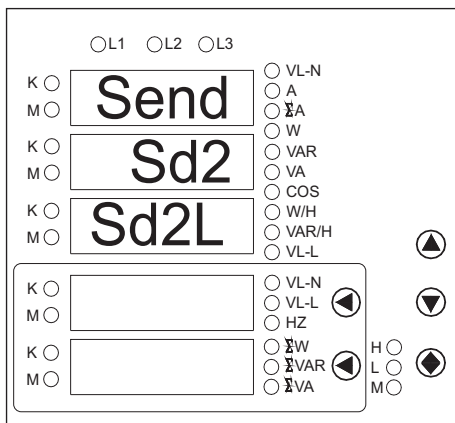 L1 L2 L3
K
M
Send
VL-N
A
ΣA
W
K
M
Sd2
VAR
VA
COS
K
M
Sd2L
W/H
VAR/H
VL-L
K
M
VL-N
VL-L
HZ
K
M
ΣW
ΣVAR
ΣVA
H
L
M